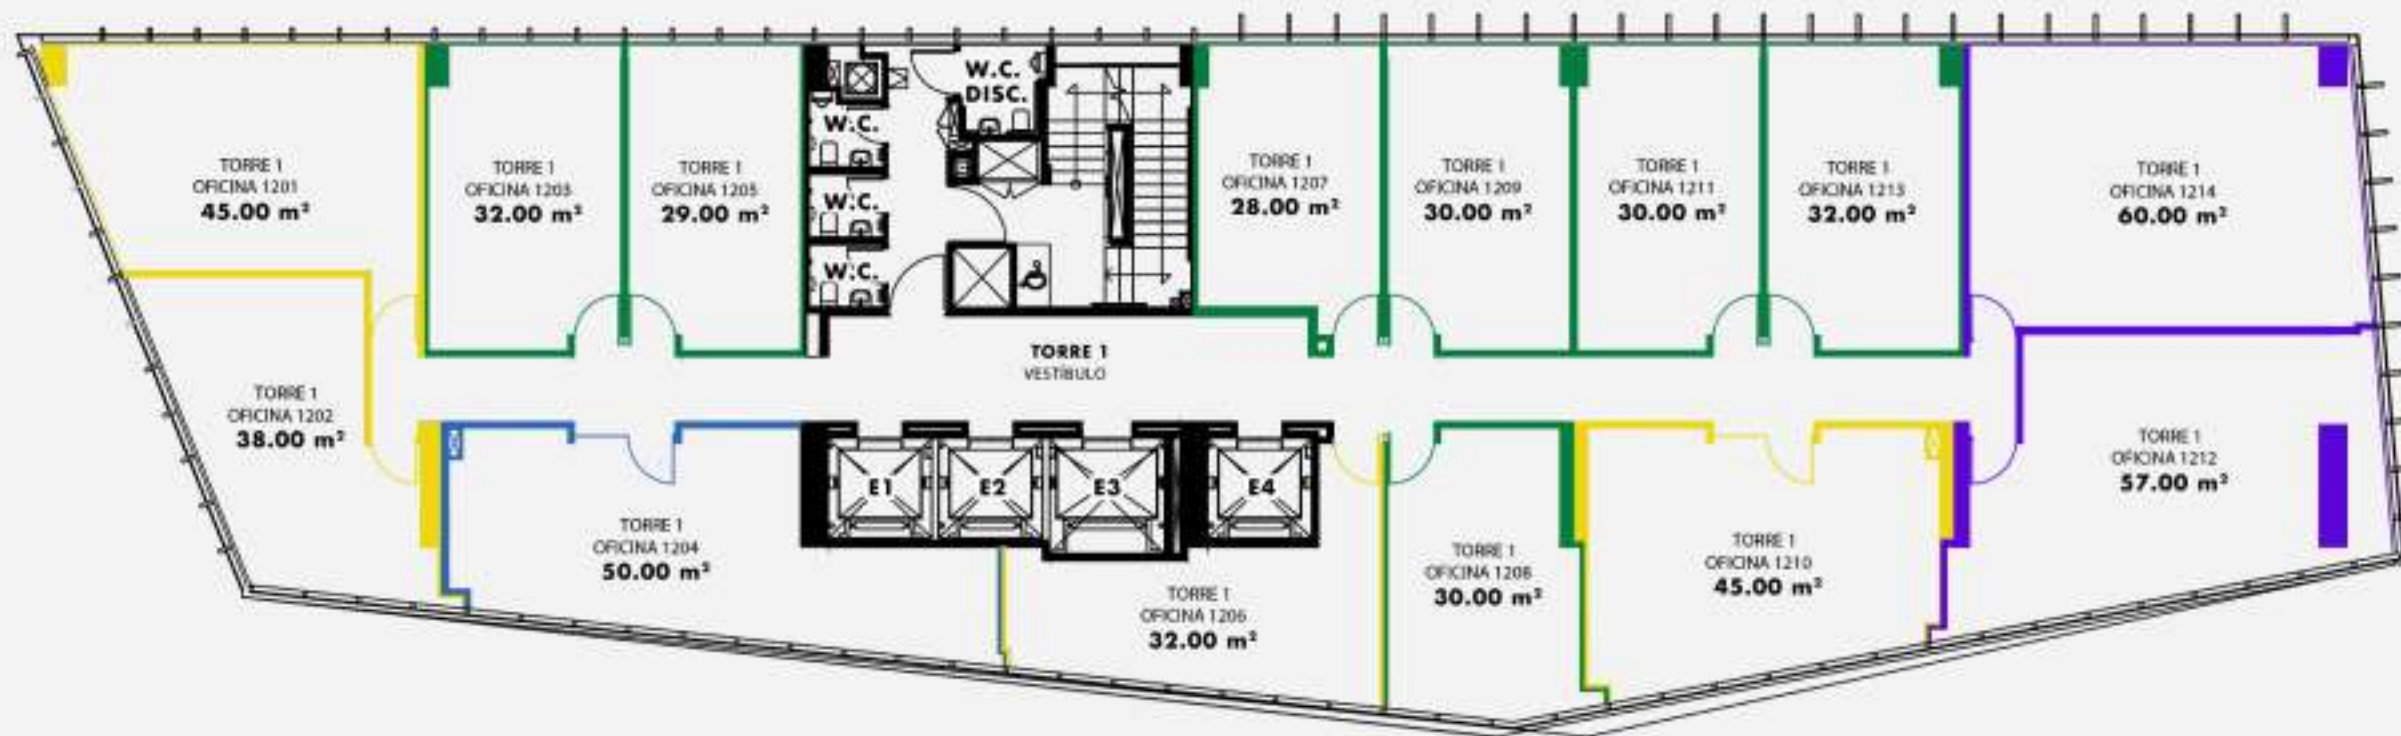 TORRE 1
OFICINA 1201
45.00 m²
TORRE 1
OFICINA 1203
32.00 m²
TORRE 1
OFICINA 1205
29.00 m²
W.C.
W.C.
W.C.
W.C.
DISC.
TORRE 1
OFICINA 1207
28.00 m²
TORRE 1
OFICINA 1209
30.00 m²
TORRE 1
OFICINA 1211
30.00 m²
TORRE 1
OFICINA 1213
32.00 m²
TORRE 1
OFICINA 1214
60.00 m²
TORRE 1
VESTÍBULO
TORRE 1
OFICINA 1202
38.00 m²
TORRE 1
OFICINA 1204
50.00 m²
E1
E2
E3
E4
TORRE 1
OFICINA 1206
32.00 m²
TORRE 1
OFICINA 1208
30.00 m²
TORRE 1
OFICINA 1210
45.00 m²
TORRE 1
OFICINA 1212
57.00 m²